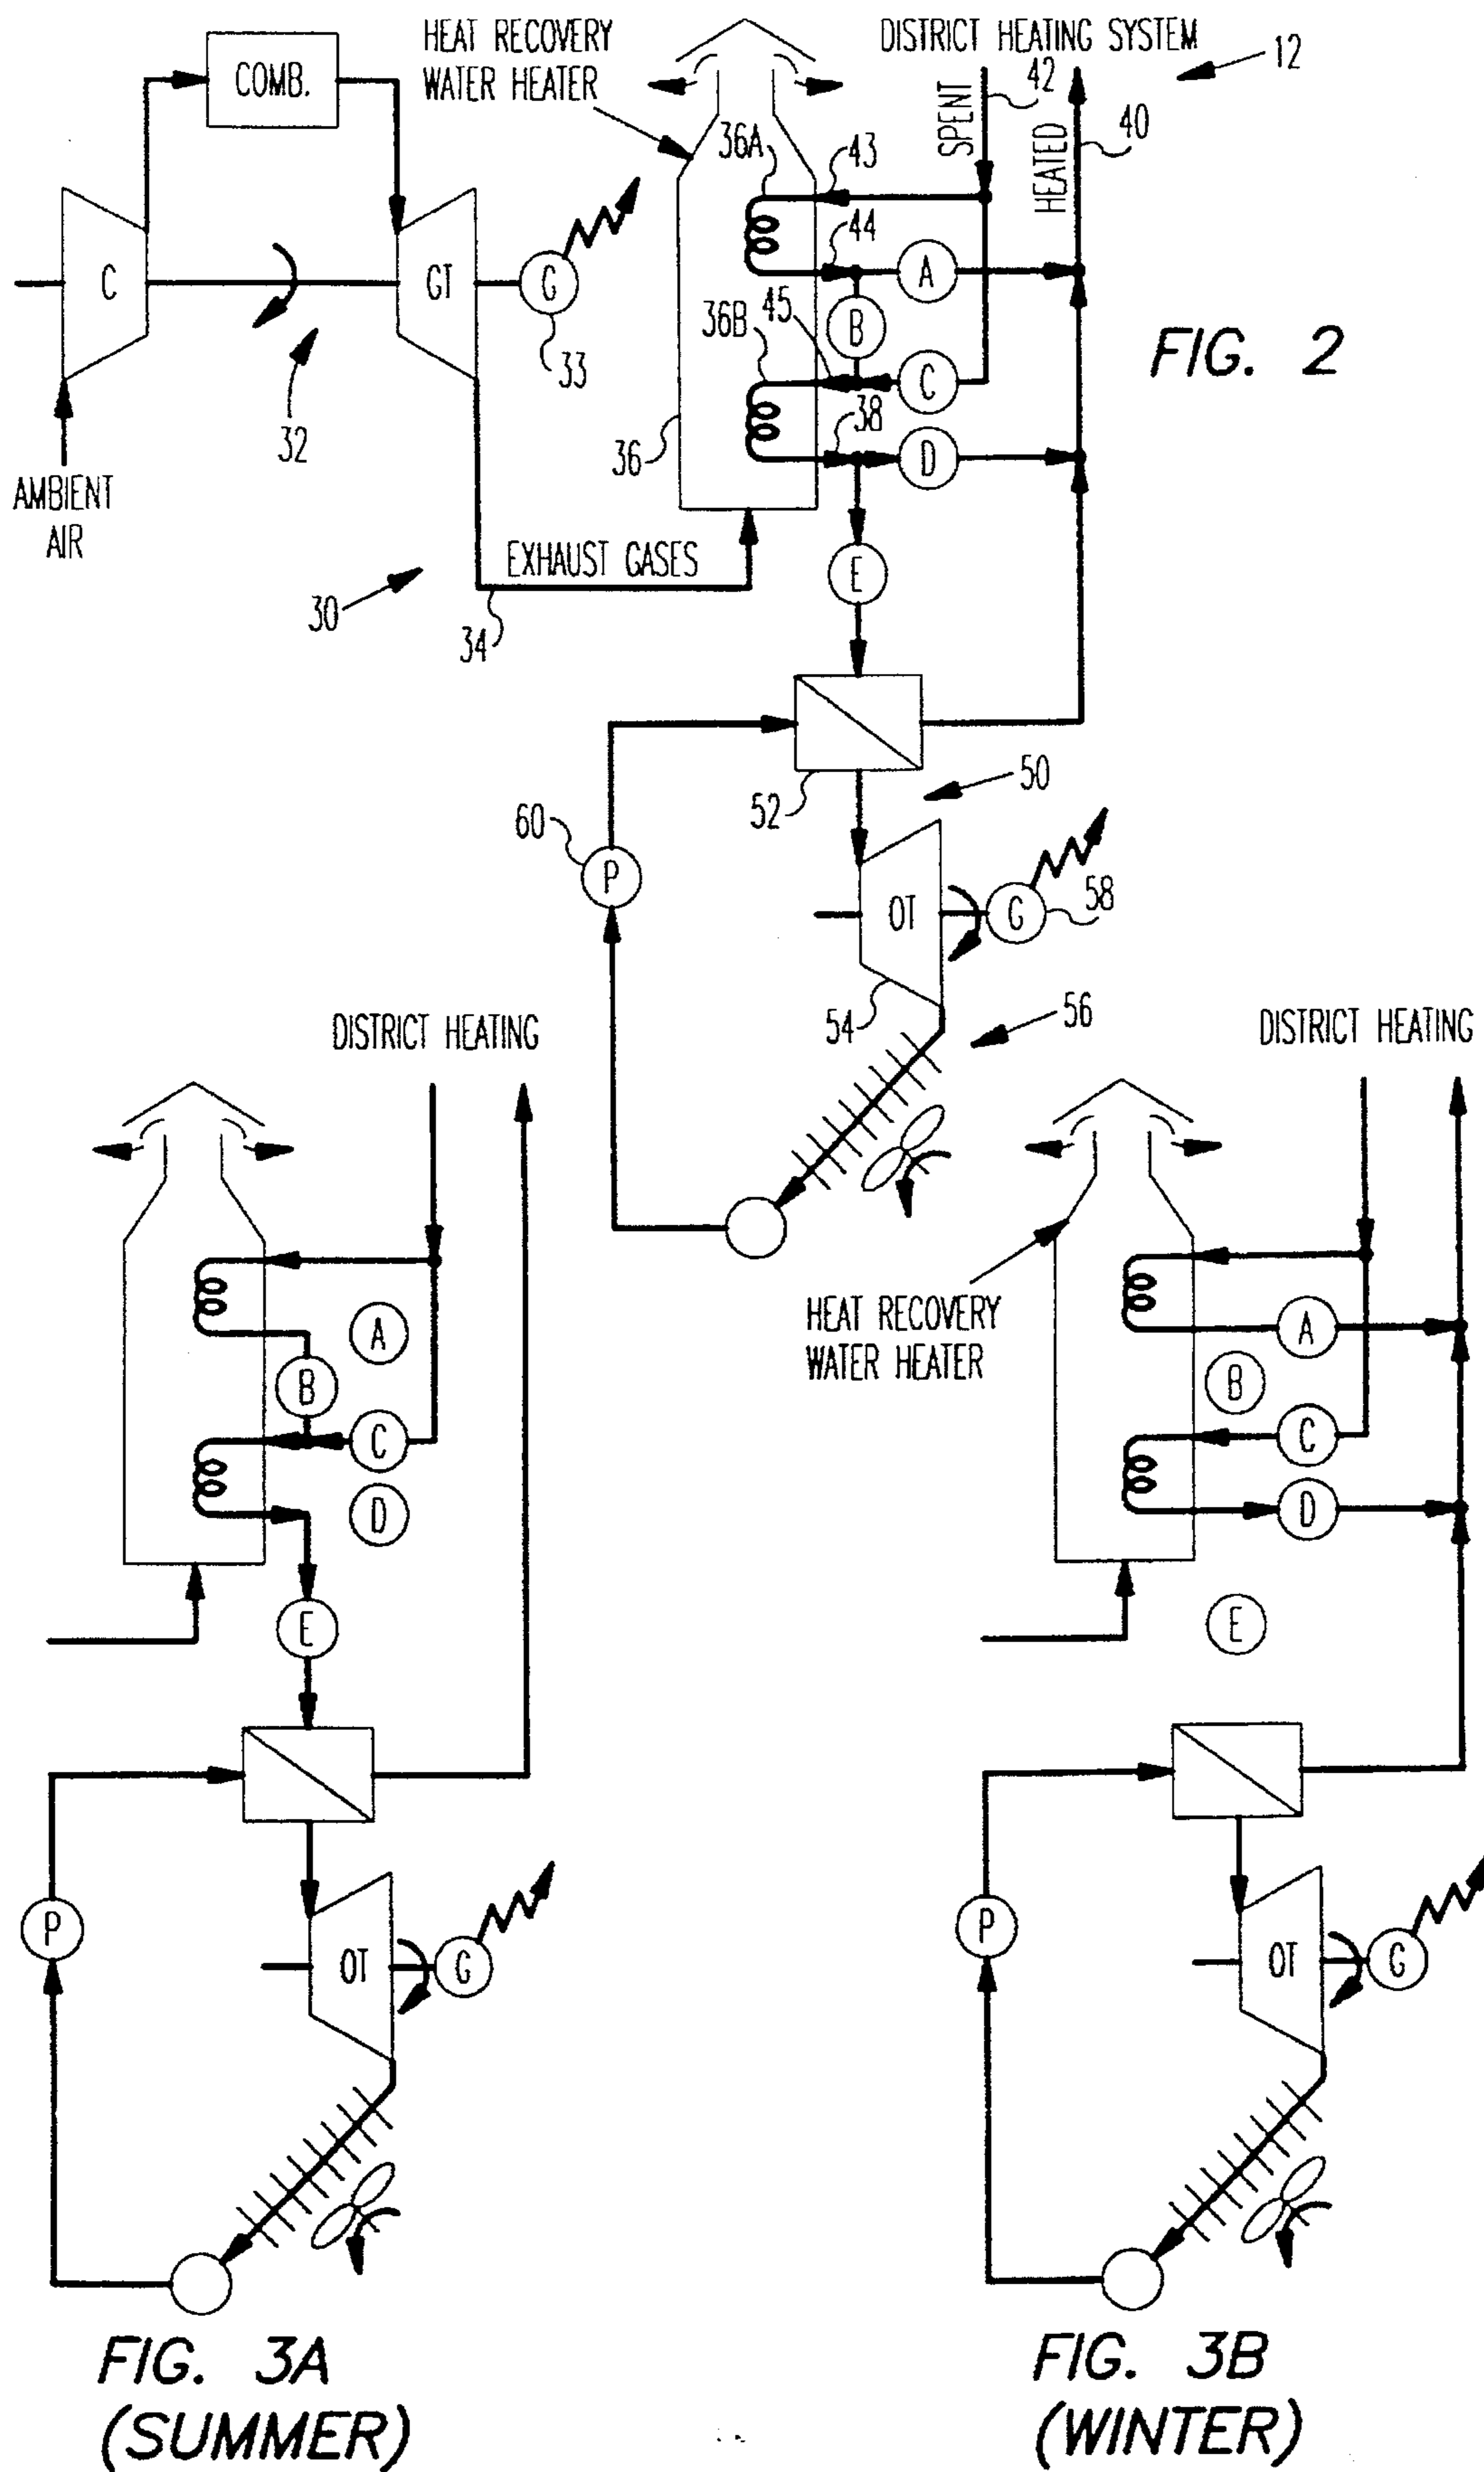 HEAT RECOVERY
WATER HEATER
DISTRICT HEATING SYSTEM
12
COMB.
SPENT
42
HEATED
40
36A
43
44
A
C
GT
G
33
B
36B
45
C
FIG. 2
32
36
38
D
AMBIENT
AIR
EXHAUST GASES
E
30
34
52
50
60
P
OT
G
58
54
56
DISTRICT HEATING
DISTRICT HEATING
A
B
C
D
E
HEAT RECOVERY
WATER HEATER
A
B
C
D
E
P
OT
G
P
OT
G
FIG. 3A
(SUMMER)
FIG. 3B
(WINTER)